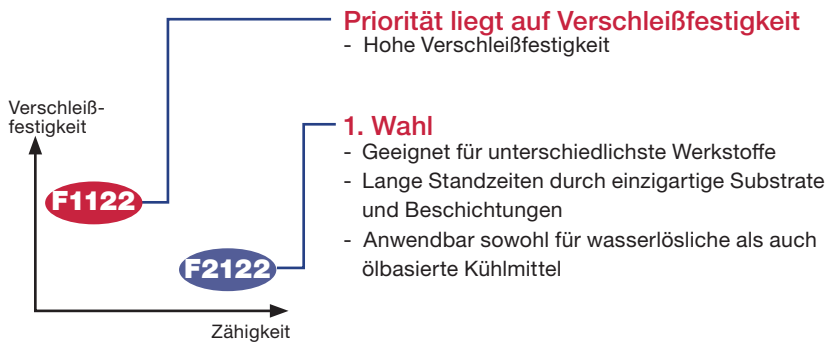 Priorität liegt auf Verschleißfestigkeit
- Hohe Verschleißfestigkeit
Verschleiß-
festigkeit
1. Wahl
- Geeignet für unterschiedlichste Werkstoffe
- Lange Standzeiten durch einzigartige Substrate
und Beschichtungen
- Anwendbar sowohl für wasserlösliche als auch
ölbasierte Kühlmittel
F1122
F2122
Zähigkeit